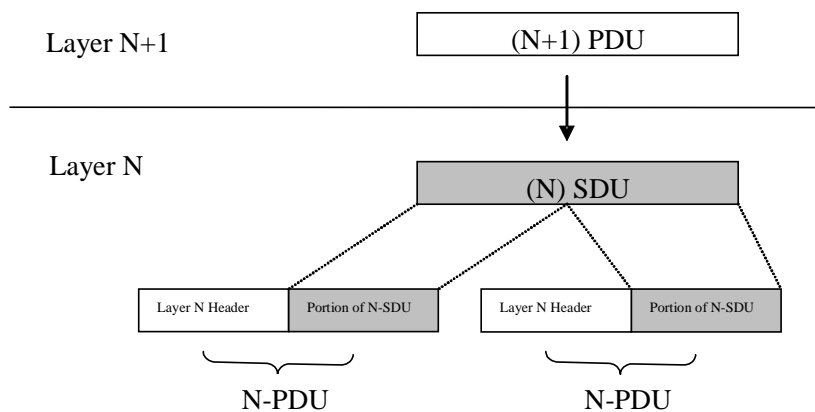 Layer N+1
(N+1) PDU
Layer N
(N) SDU
Layer N Header
Portion of N-SDU
Layer N Header
Portion of N-SDU
N-PDU
N-PDU